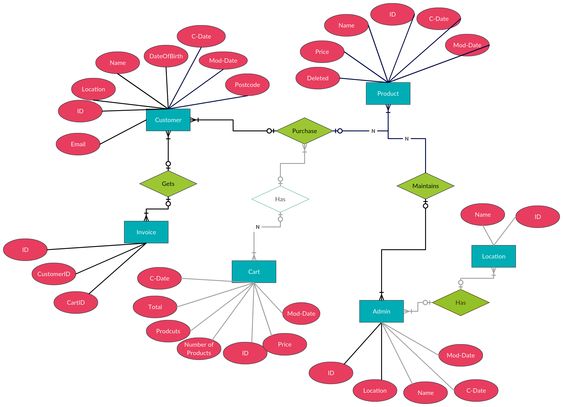 ID
C-Date
Name
Mod-Date
C-Date
Price
DateOfBirth
Mod-Date
Name
Deleted
Postcode
Location
Product
ID
Customer
Purchase
N
Email
Gets
Maintains
Has
Name
ID
N
Invoice
ID
Location
CustomerID
Cart
C-Date
CartID
Has
Total
Admin
Mod-Date
Prodcuts
Price
Number of
Products
ID
Mod-Date
ID
Location
Name
C-Date